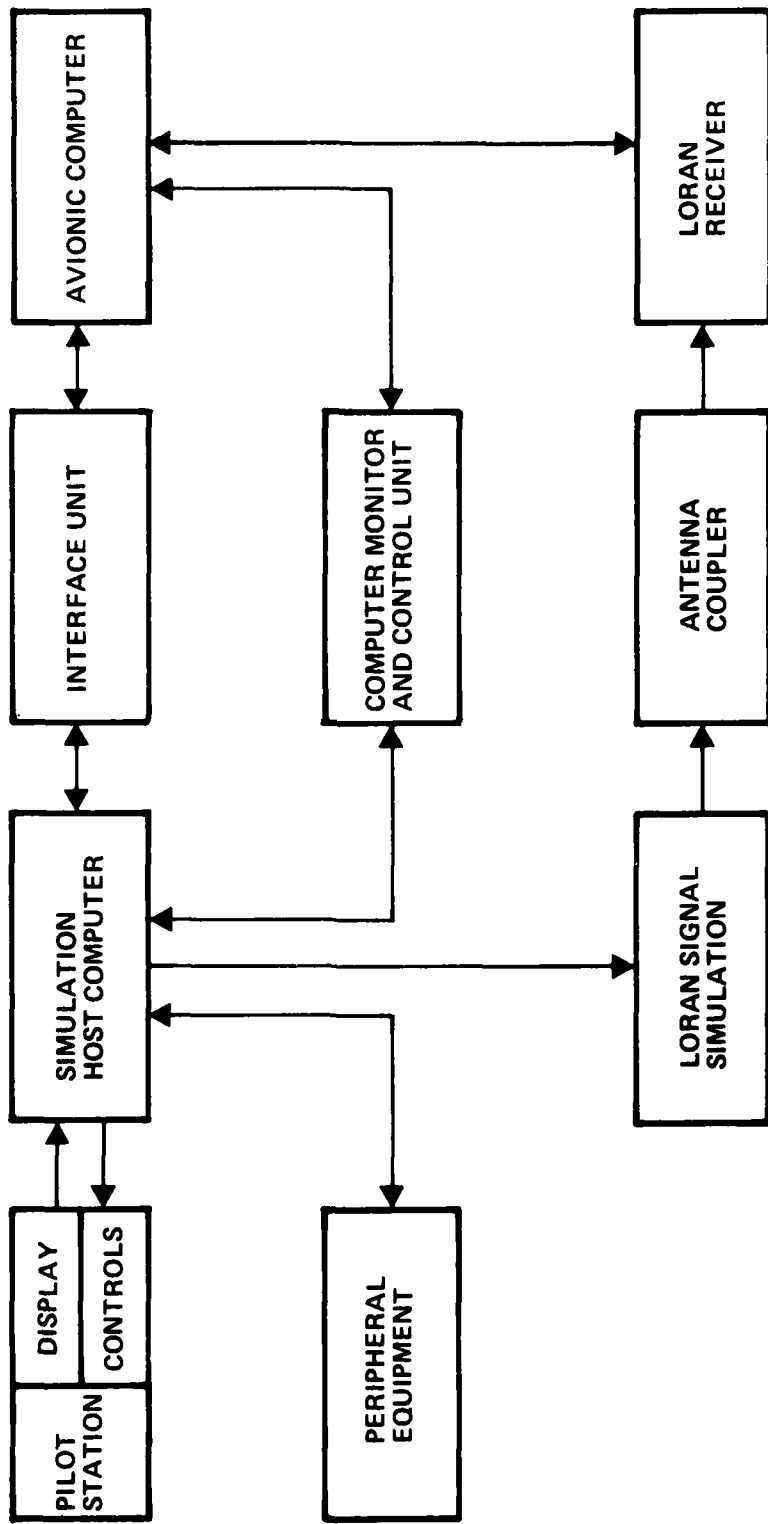 PILOT
STATION
DISPLAY
CONTROLS
SIMULATION
HOST COMPUTER
INTERFACE UNIT
AVIONIC COMPUTER
PERIPHERAL
EQUIPMENT
COMPUTER MONITOR
AND CONTROL UNIT
LORAN SIGNAL
SIMULATION
ANTENNA
COUPLER
LORAN
RECEIVER